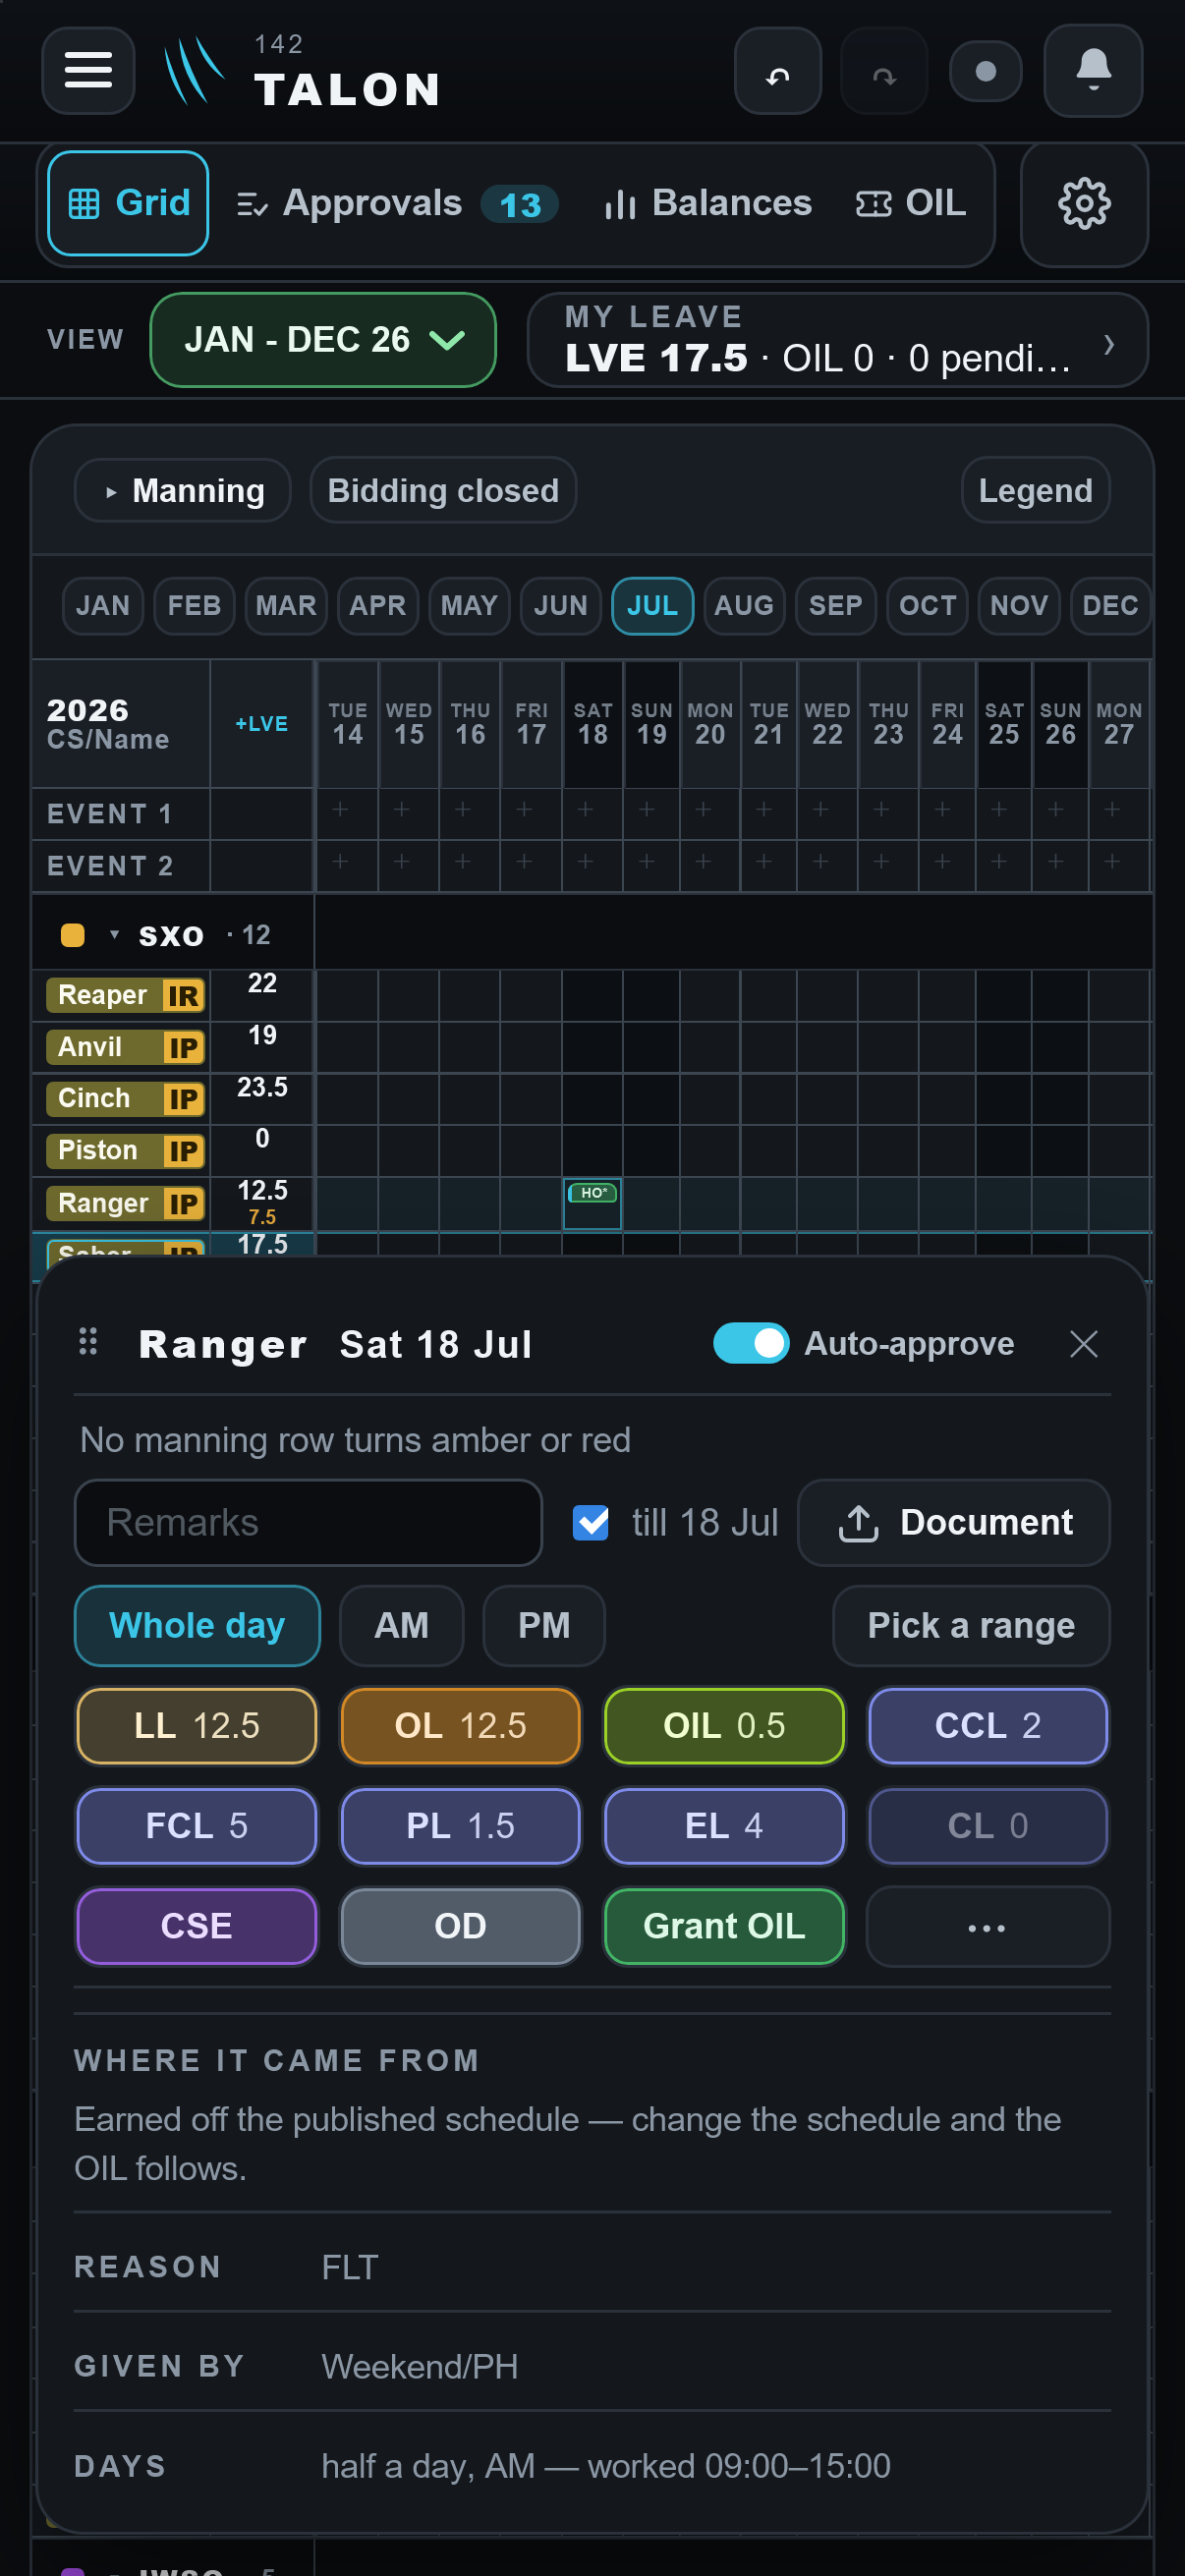 142
TALON
Grid
Approvals 13
Balances
OIL
VIEW
JAN - DEC 26
MY LEAVE
LVE 17.5 · OIL 0 · 0 pendi…
Manning
Bidding closed
Legend
JAN FEB MAR APR MAY JUN JUL AUG SEP OCT NOV DEC
2026
CS/Name
+LVE
TUE 14
WED 15
THU 16
FRI 17
SAT 18
SUN 19
MON 20
TUE 21
WED 22
THU 23
FRI 24
SAT 25
SUN 26
MON 27
EVENT 1
EVENT 2
SXO · 12
Reaper IR 22
Anvil IP 19
Cinch IP 23.5
Piston IP 0
Ranger IP 12.5
7.5
HO*
Saber IP 17.5
Ranger Sat 18 Jul
Auto-approve
No manning row turns amber or red
Remarks
till 18 Jul
Document
Whole day
AM
PM
Pick a range
LL 12.5
OL 12.5
OIL 0.5
CCL 2
FCL 5
PL 1.5
EL 4
CL 0
CSE
OD
Grant OIL
...
WHERE IT CAME FROM
Earned off the published schedule — change the schedule and the
OIL follows.
REASON FLT
GIVEN BY Weekend/PH
DAYS half a day, AM — worked 09:00–15:00